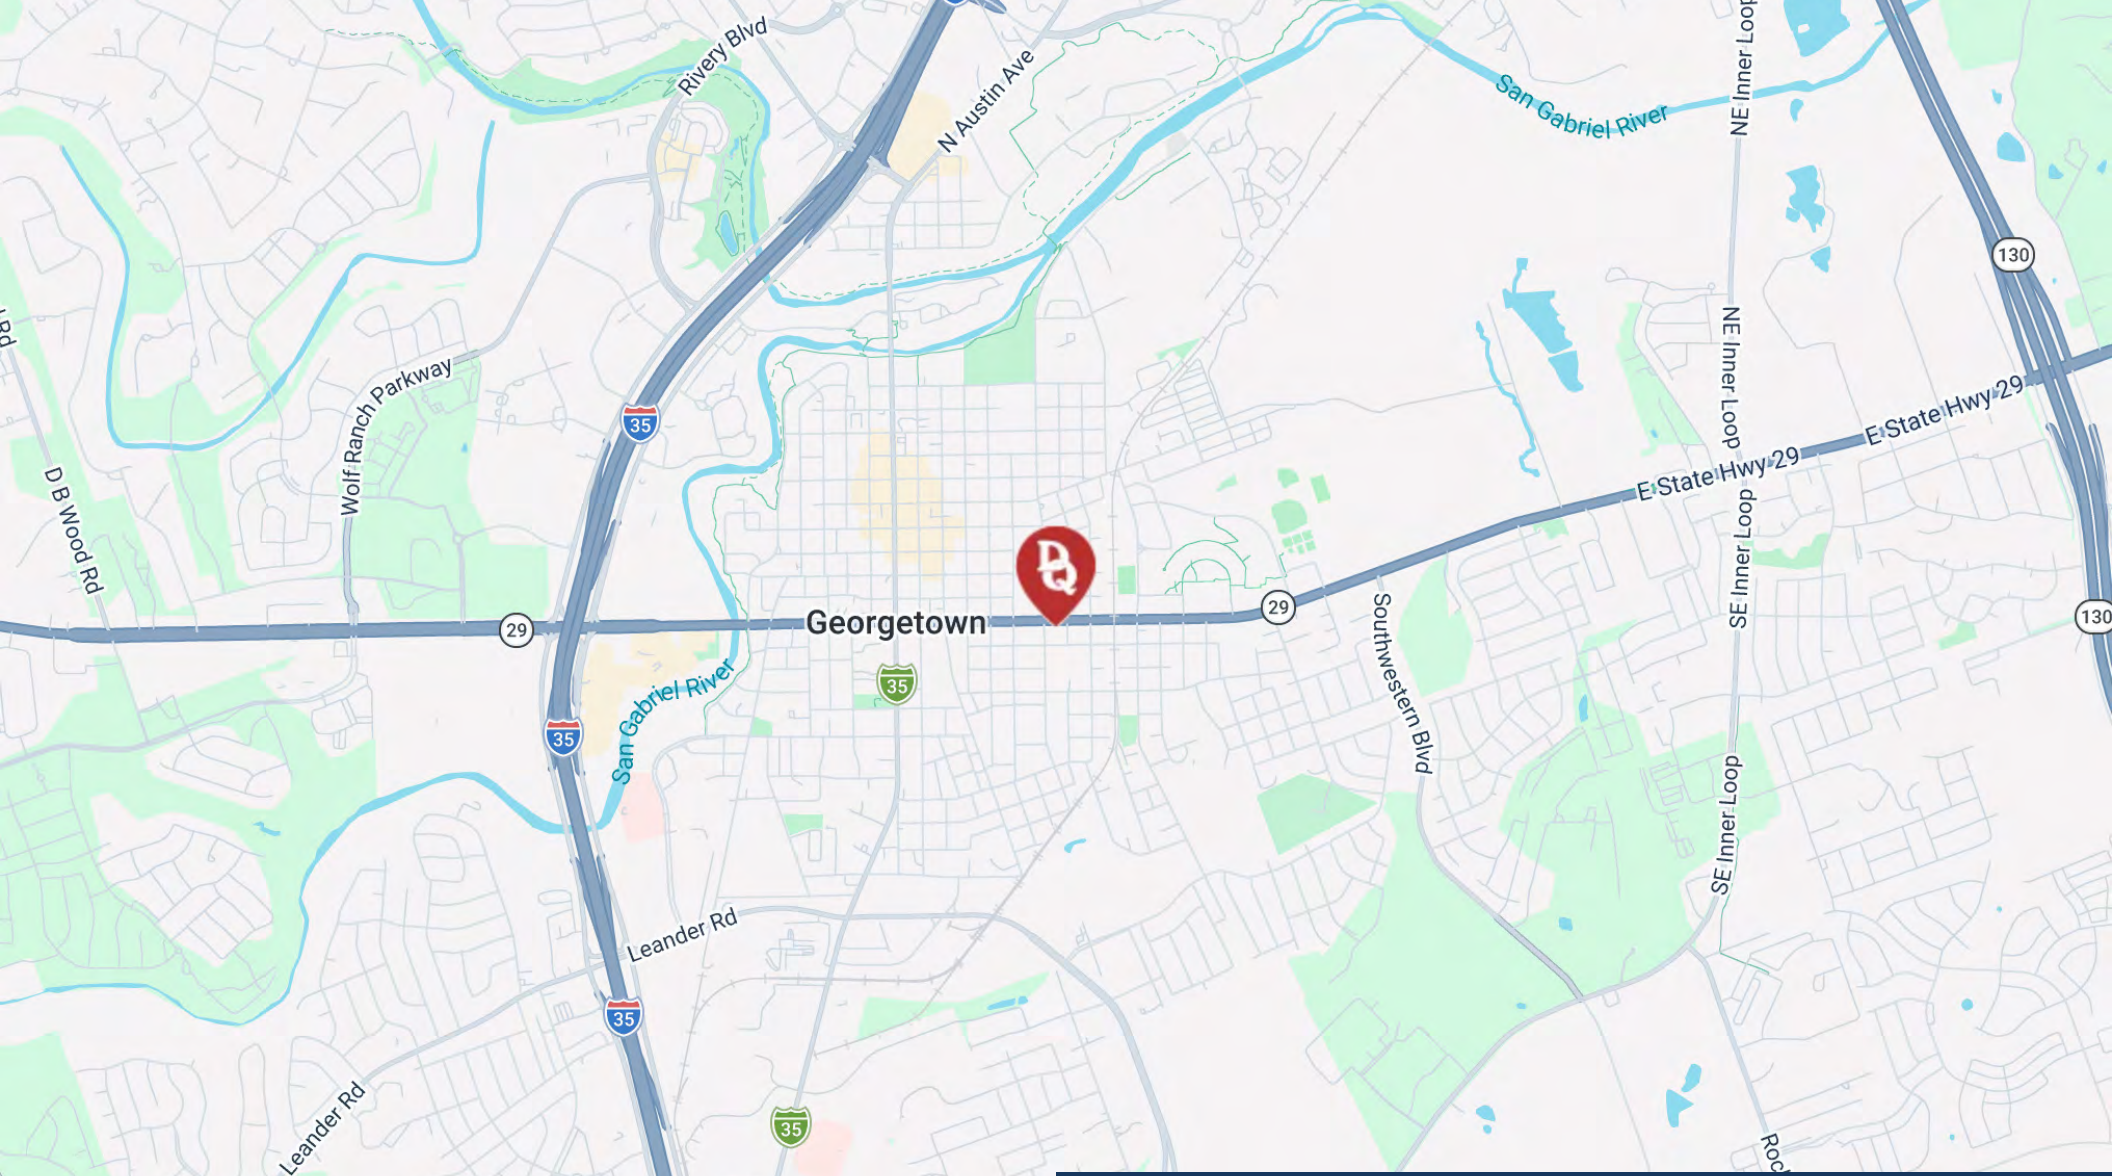 Rivery Blvd
N Austin Ave
San Gabriel River
NE Inner Loop
130
NE Inner Loop
Rd
Wolf Ranch Parkway
35
E State Hwy 29
E State Hwy 29
D B Wood Rd
SE Inner Loop
DQ
29
Georgetown
29
130
Southwestern Blvd
35
San Gabriel River
35
SE Inner Loop
Leander Rd
35
Leander Rd
35